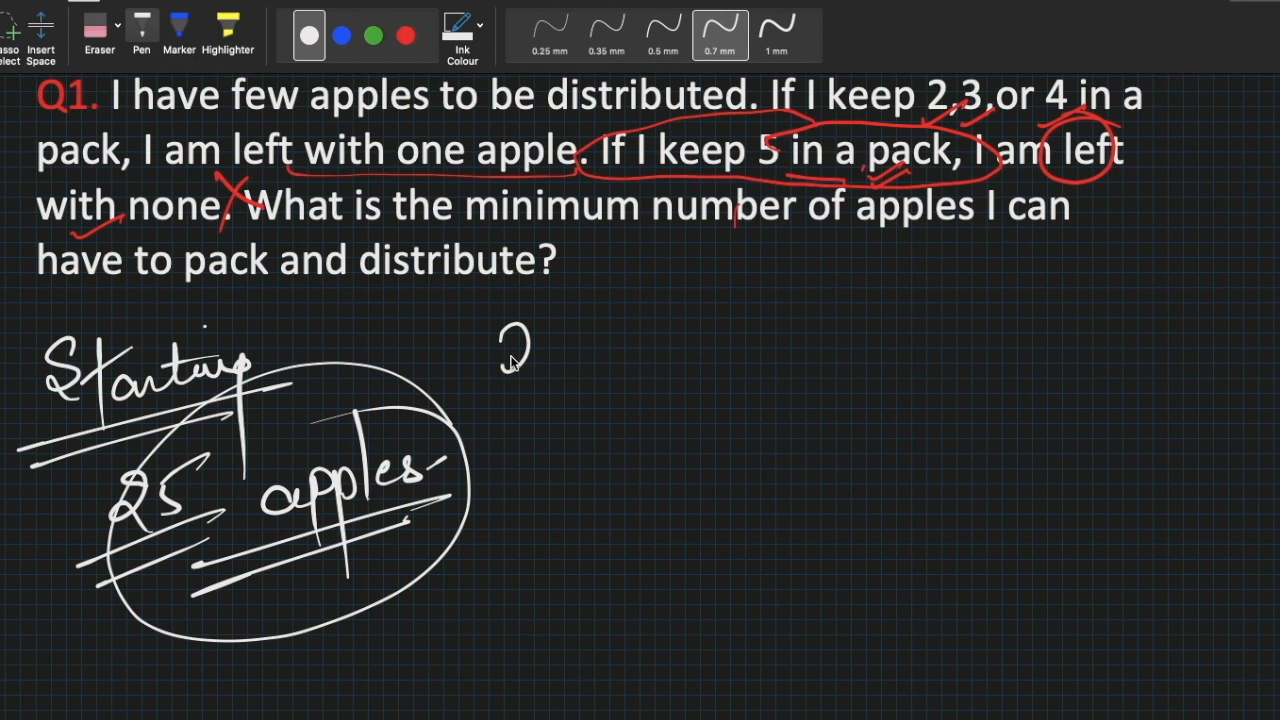 Eraser Pen Marker Highlighter
Insert Space
Ink Colour
0.25 mm 0.35 mm 0.5 mm 0.7 mm 1 mm
Q1. I have few apples to be distributed. If I keep 2,3,or 4 in a
pack, I am left with one apple. If I keep 5 in a pack, I am left
with none. What is the minimum number of apples I can
have to pack and distribute?
Starting
25 apples